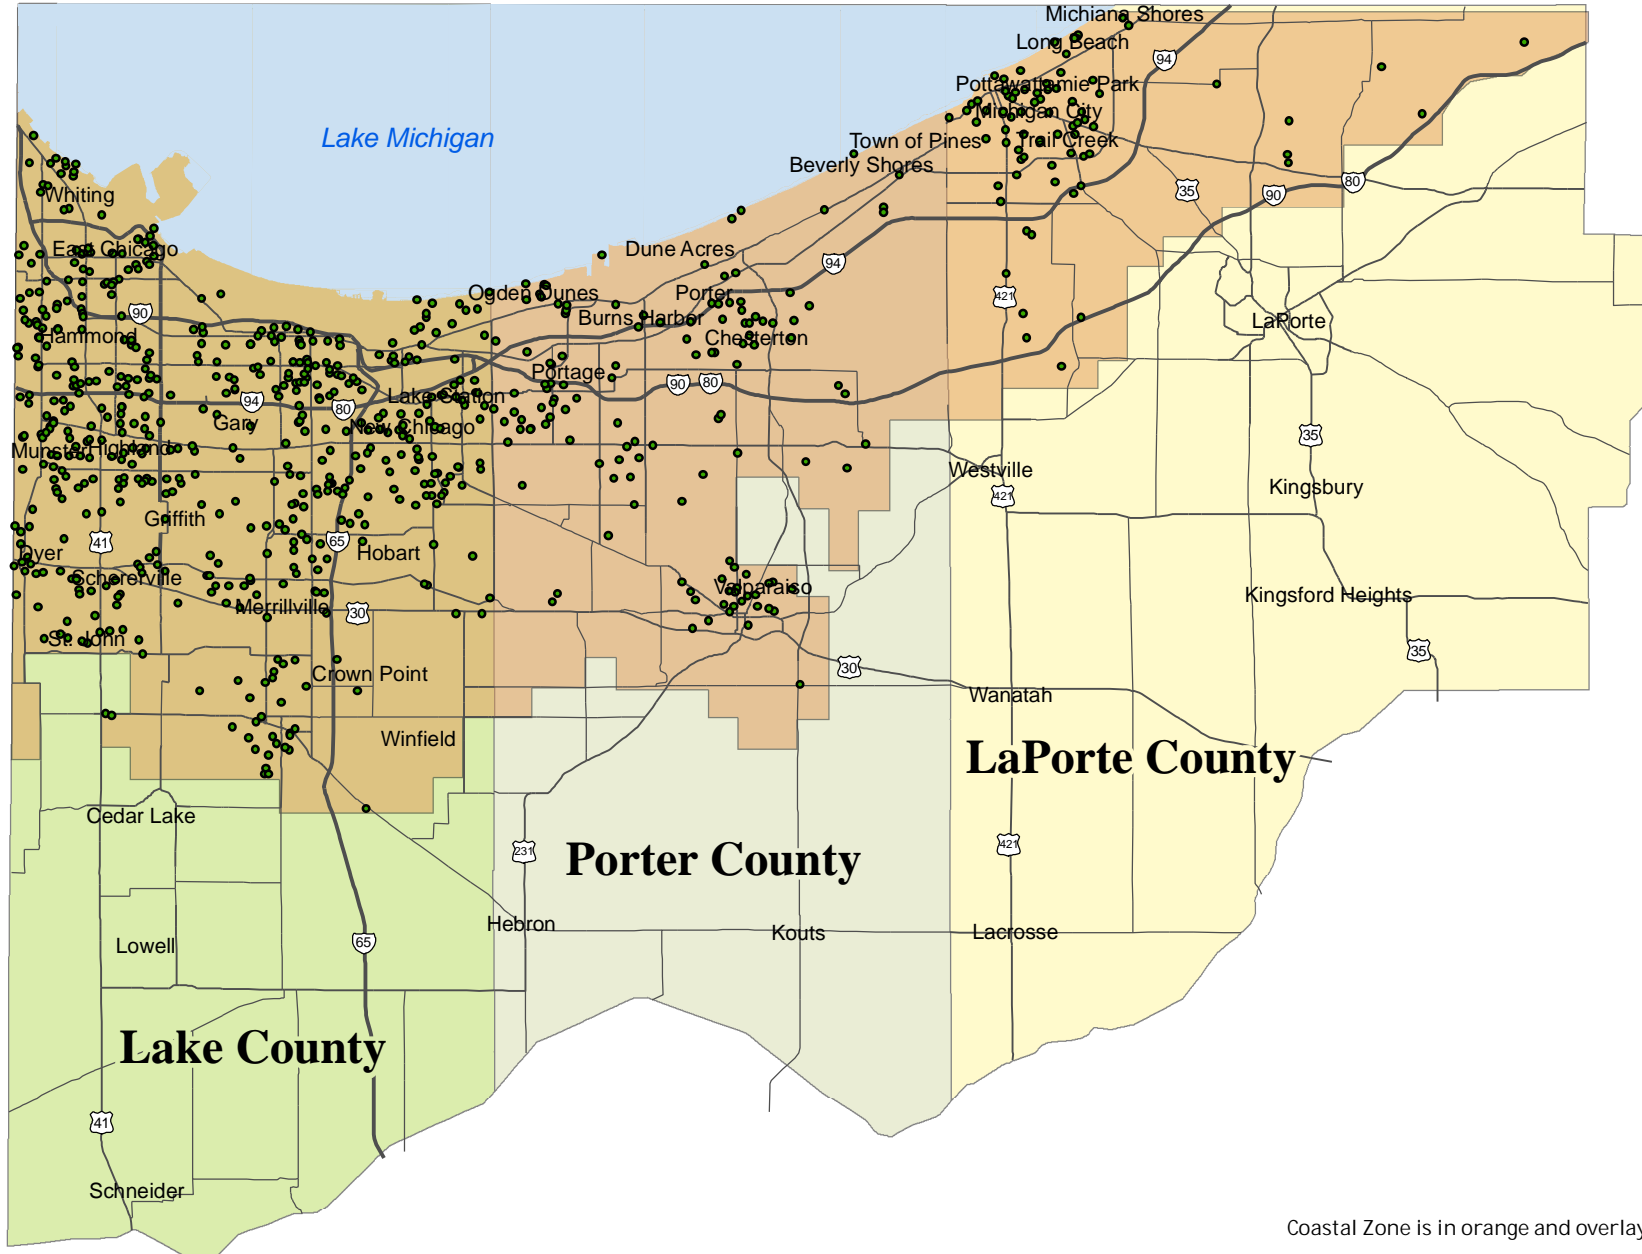 Michiana Shores
Long Beach
94
Pottawattamie Park
Michigan City
Lake Michigan
Town of Pines
Trail Creek
Beverly Shores
80
35
90
Whiting
East Chicago
Dune Acres
94
Ogden Dunes
Porter
421
90
Burns Harbor
LaPorte
Hammond
Chesterton
Portage
90
80
Lake Station
94
80
Gary
New Chicago
35
Munster
Highland
Westville
421
Kingsbury
Griffith
41
65
Dyer
Hobart
Schererville
Valparaiso
Kingsford Heights
Merrillville
30
St. John
35
30
Crown Point
Wanatah
Winfield
LaPorte County
Cedar Lake
421
231
Porter County
Hebron
Kouts
Lacrosse
Lowell
65
Lake County
41
Schneider
Coastal Zone is in orange and overlay